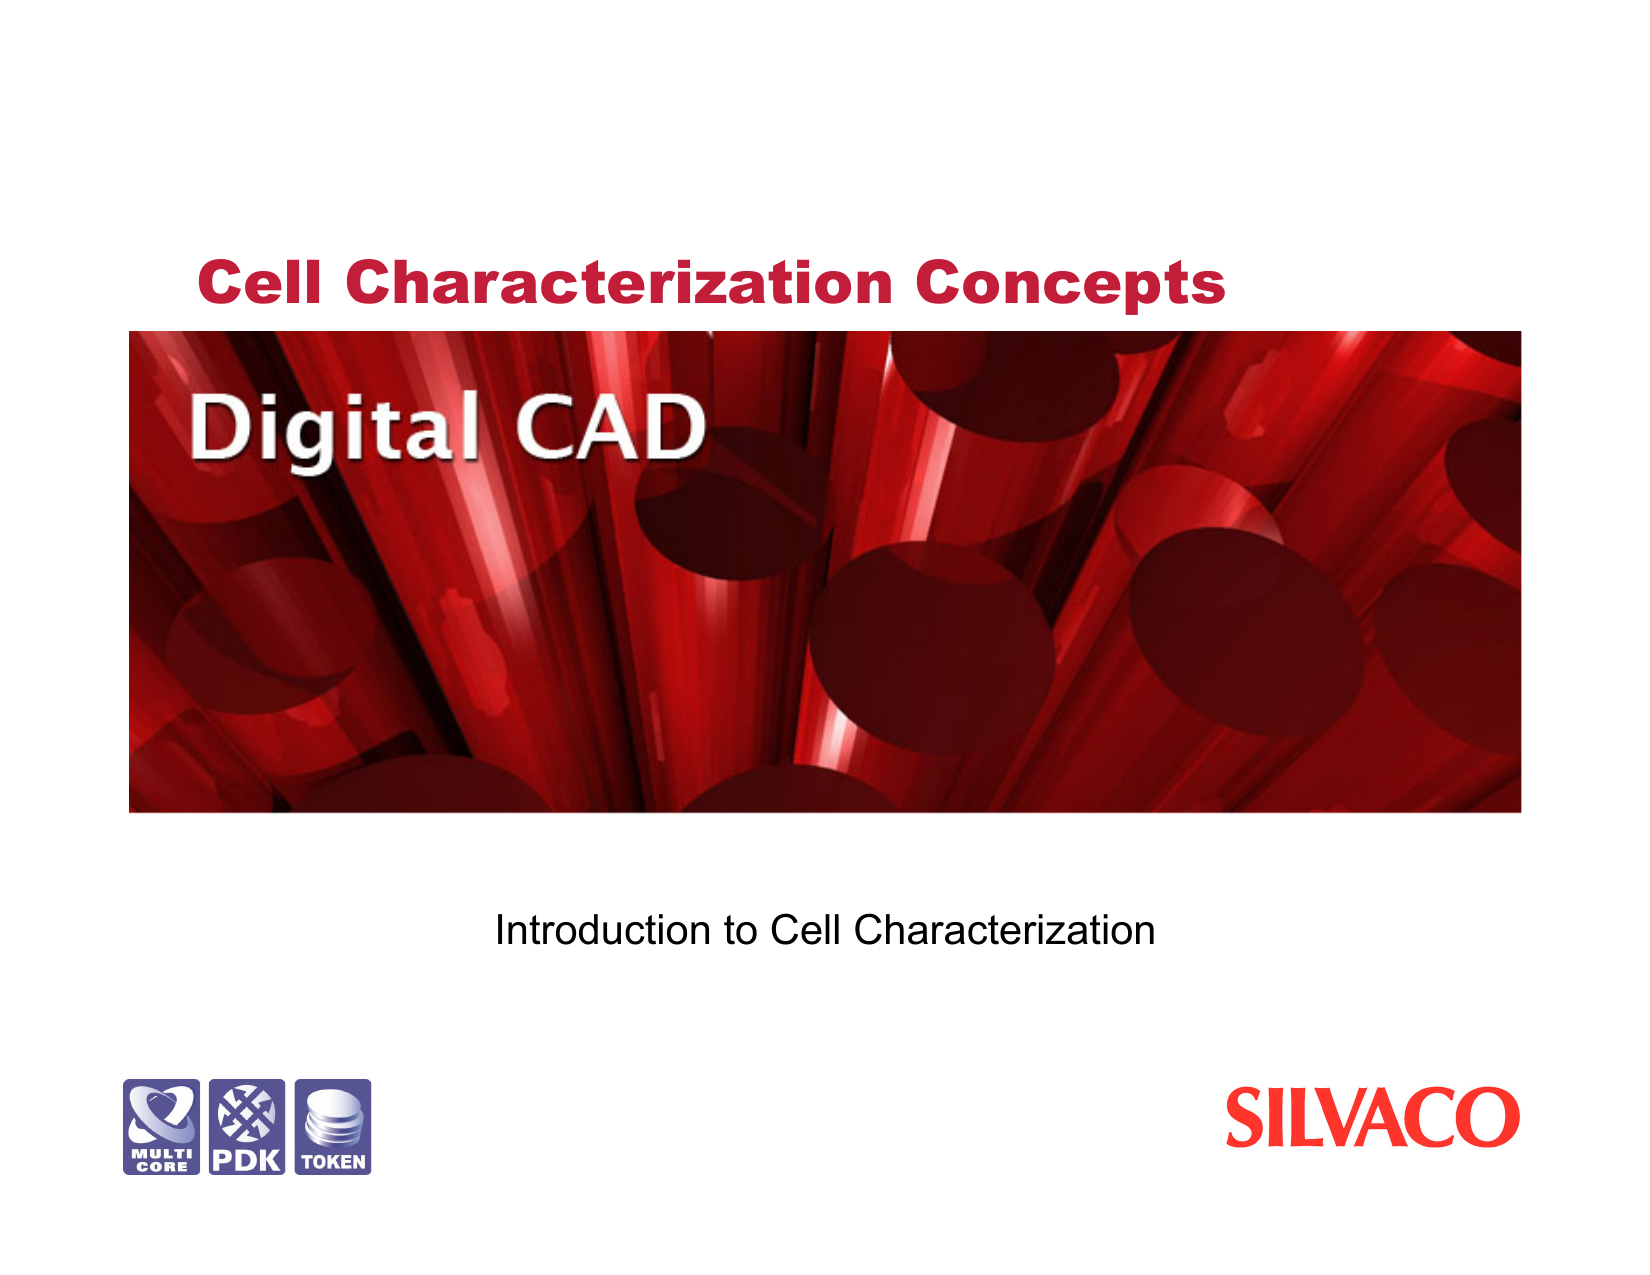 Cell Characterization Concepts
Digital CAD
Introduction to Cell Characterization
MULTI
CORE
PDK
TOKEN
SILVACO